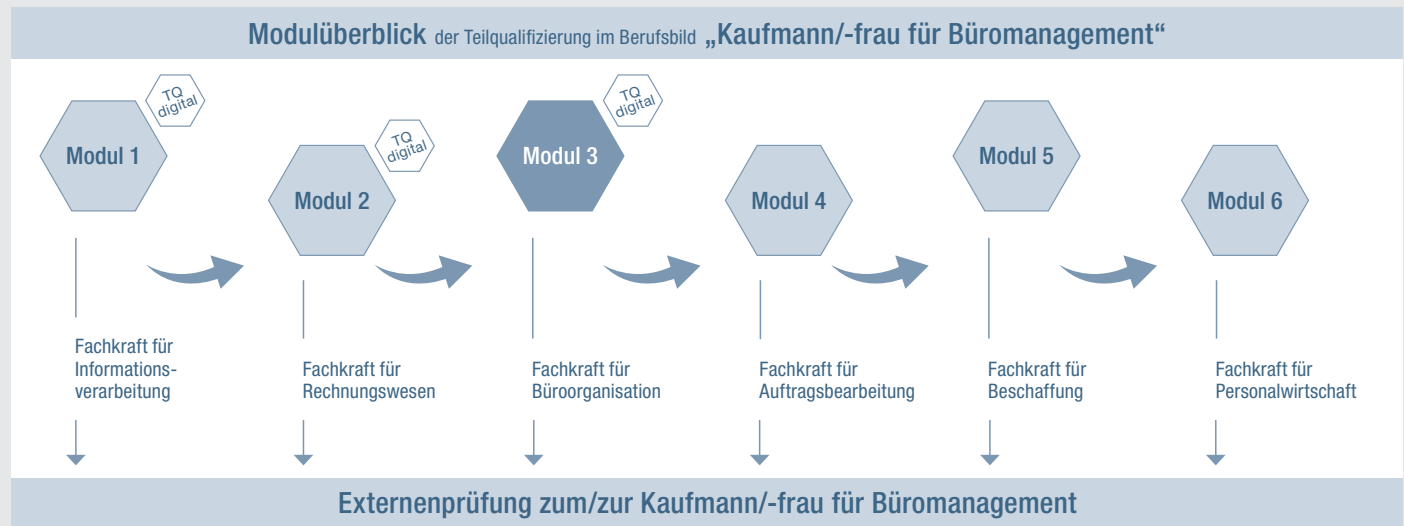 Modulüberblick der Teilqualifizierung im Berufsbild „Kaufmann/-frau für Büromanagement“
Modul 1
TQ
digital
Modul 2
TQ
digital
Modul 3
TQ
digital
Modul 4
Modul 5
Modul 6
Fachkraft für
Informations-
verarbeitung
Fachkraft für
Rechnungswesen
Fachkraft für
Büroorganisation
Fachkraft für
Auftragsbearbeitung
Fachkraft für
Beschaffung
Fachkraft für
Personalwirtschaft
Externenprüfung zum/zur Kaufmann/-frau für Büromanagement